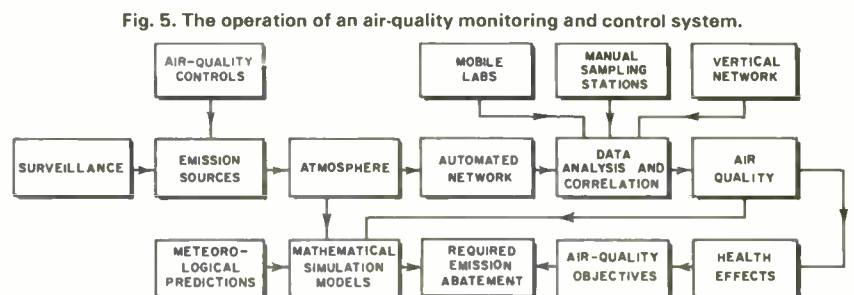 Fig. 5. The operation of an air-quality monitoring and control system.
AIR-QUALITY
CONTROLS
MOBILE
LABS
MANUAL
SAMPLING
STATIONS
VERTICAL
NETWORK
SURVEILLANCE
EMISSION
SOURCES
ATMOSPHERE
AUTOMATED
NETWORK
DATA
ANALYSIS AND
CORRELATION
AIR
QUALITY
METEORO-
LOGICAL
PREDICTIONS
MATHEMATICAL
SIMULATION
MODELS
REQUIRED
EMISSION
ABATEMENT
AIR-QUALITY
OBJECTIVES
HEALTH
EFFECTS